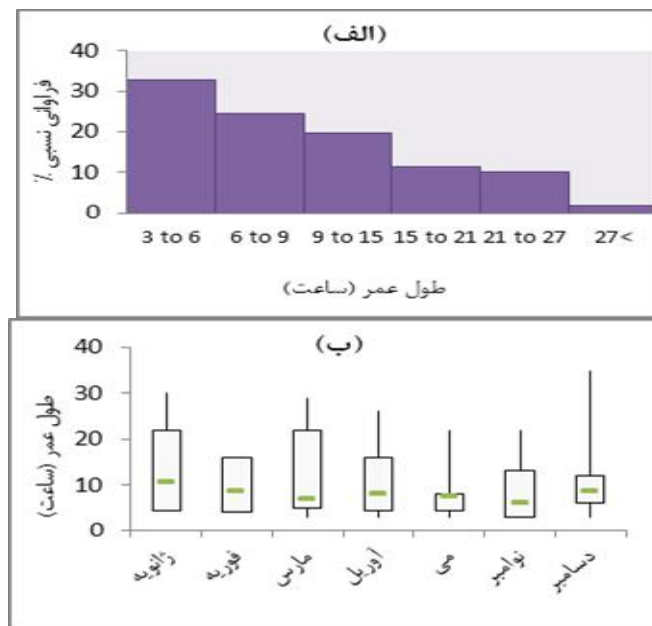 (الف)
فراوانی نسبی ٪
40
30
20
10
0
3 to 6 6 to 9 9 to 15 15 to 21 21 to 27 27<
طول عمر (ساعت)
(ب)
طول عمر (ساعت)
40
30
20
10
0
ژانویه فوریه مارس آوریل می نوامبر دسامبر